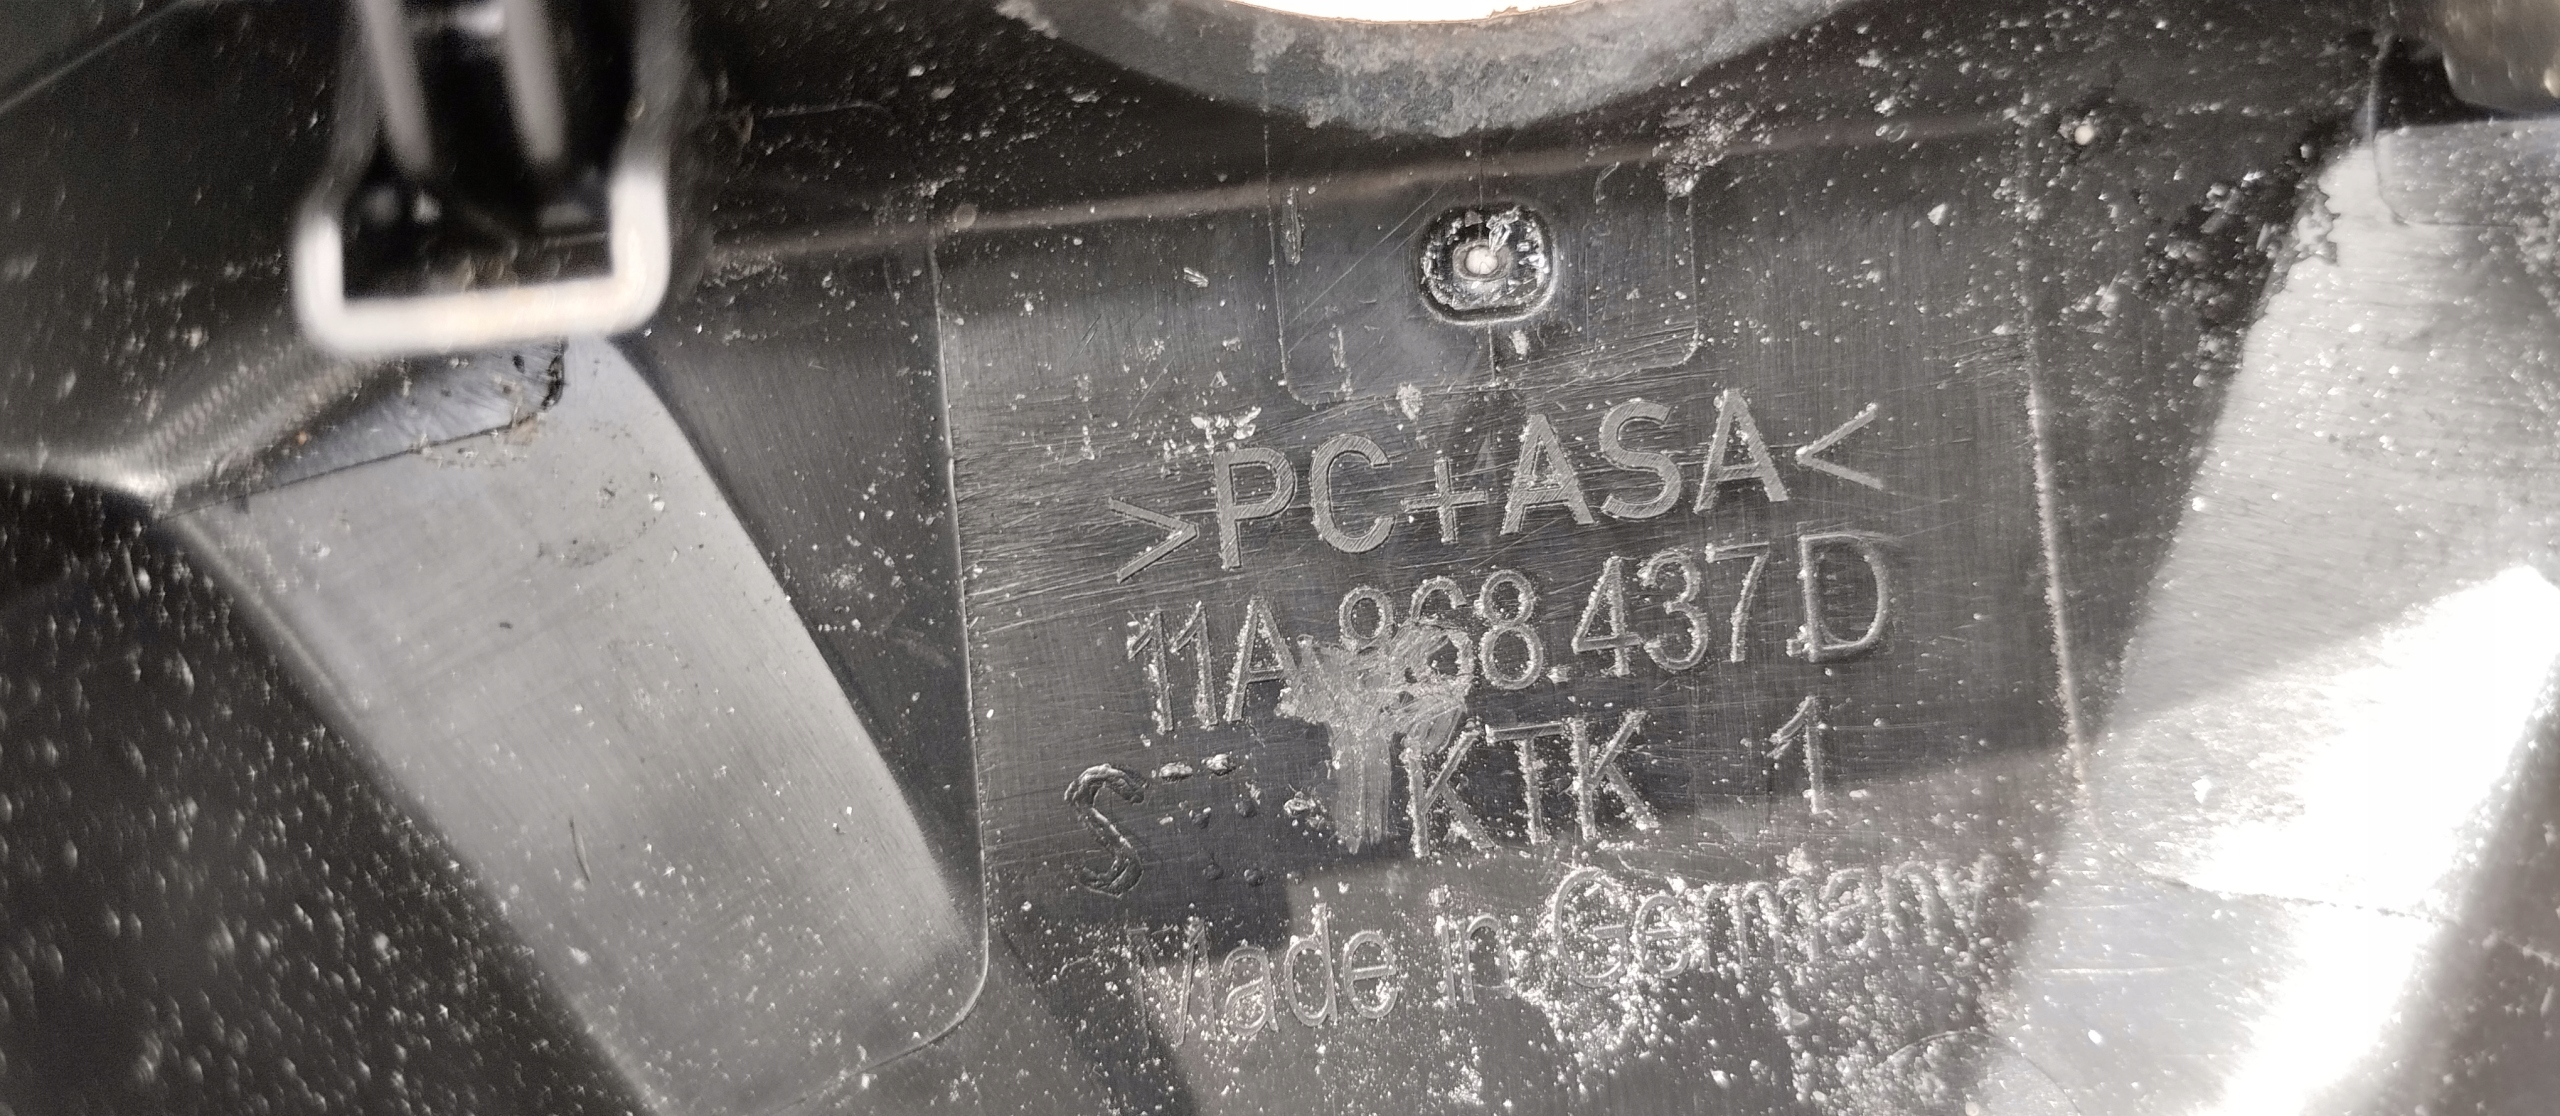 >PC+ASA<
11A.868.437 D
KTK 1
Made in Germany